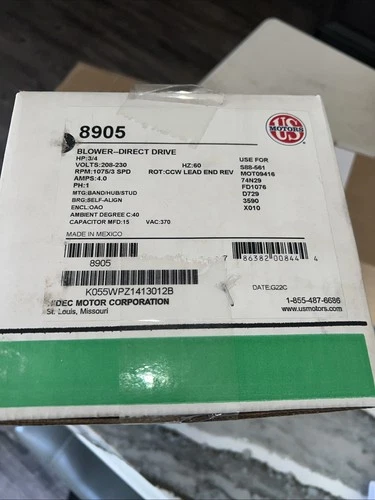 8905
US
MOTORS
BLOWER-DIRECT DRIVE
HP:3/4
VOLTS:208-230 HZ:60
RPM:1075/3 SPD ROT:CCW LEAD END REV
AMPS:4.0
PH:1
MTG:BAND/HUB/STUD
BRG:SELF-ALIGN
ENCL:OAO
AMBIENT DEGREE C:40
CAPACITOR MFD:15 VAC:370
USE FOR
S88-561
MOT09416
74N29
FD1076
D729
3590
X010
MADE IN MEXICO
8905
7 86382 00844 4
K055WPZ1413012B
DATE:G22C
IDEC MOTOR CORPORATION
St. Louis, Missouri
1-855-487-6686
www.usmotors.com